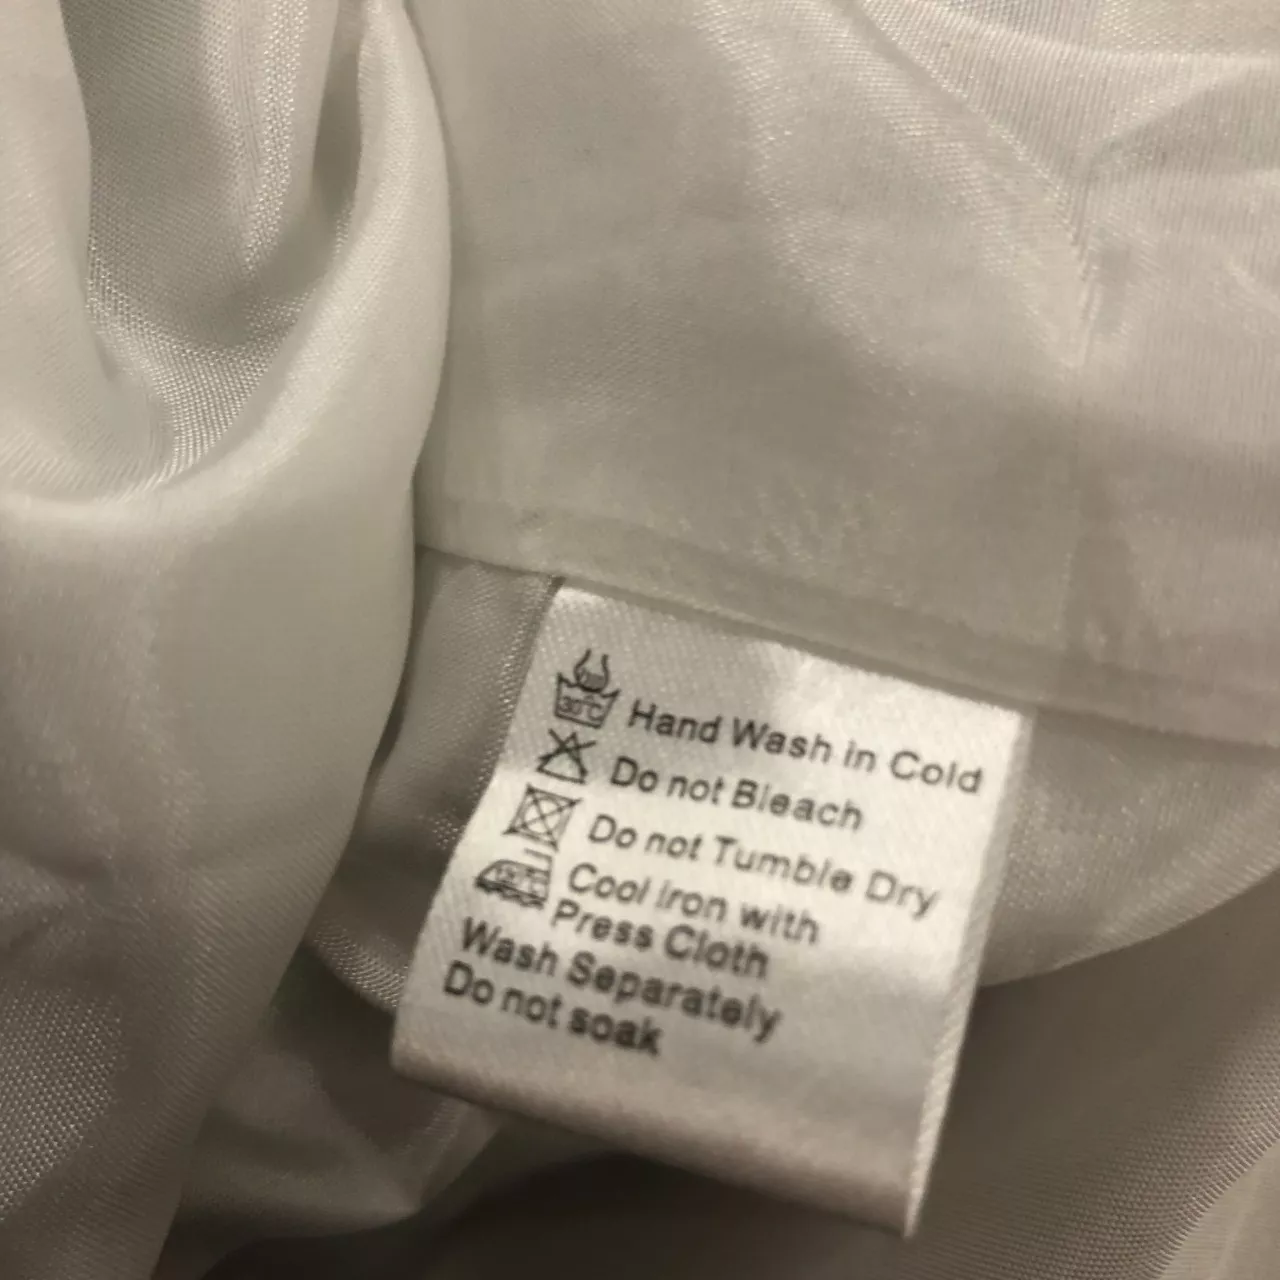 30°C Hand Wash in Cold
Do not Bleach
Do not Tumble Dry
Cool iron with
Press Cloth
Wash Separately
Do not soak